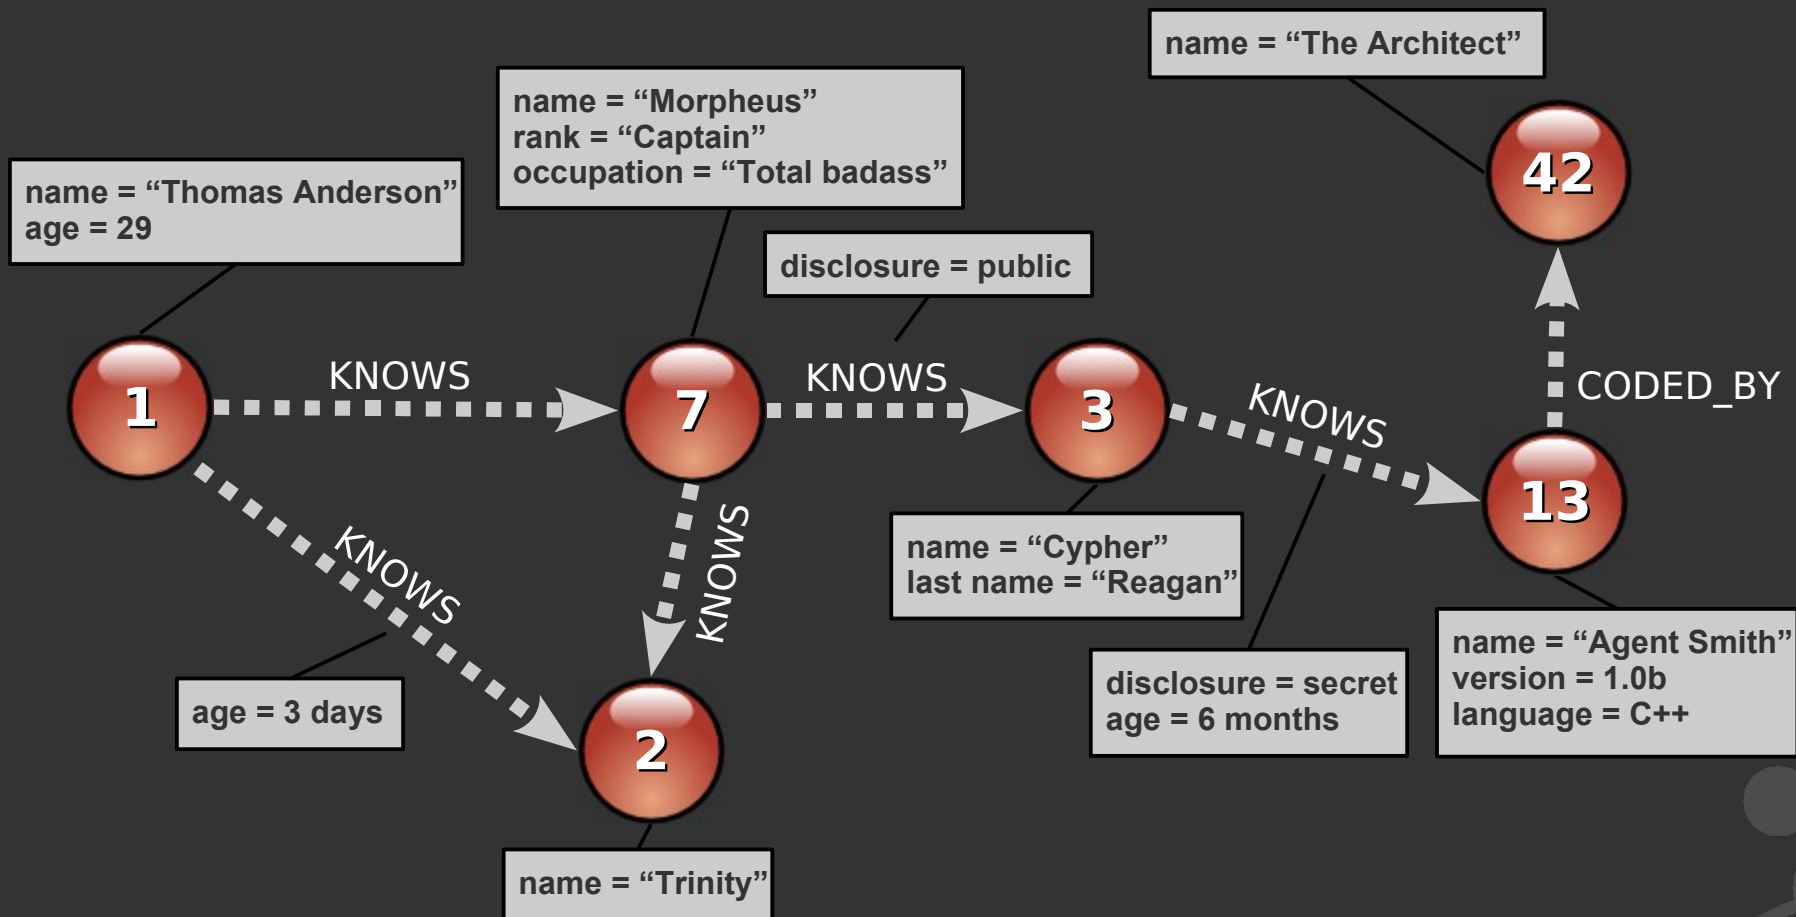 name = “The Architect”
name = “Morpheus”
rank = “Captain”
occupation = “Total badass”
42
name = “Thomas Anderson”
age = 29
disclosure = public
1
KNOWS
7
KNOWS
3
KNOWS
CODED_BY
13
KNOWS
KNOWS
name = “Cypher”
last name = “Reagan”
age = 3 days
2
disclosure = secret
age = 6 months
name = “Agent Smith”
version = 1.0b
language = C++
name = “Trinity”